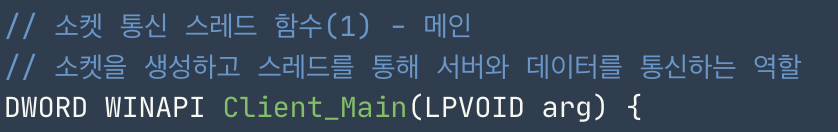 // 소켓 통신 스레드 함수(1) - 메인
// 소켓을 생성하고 스레드를 통해 서버와 데이터를 통신하는 역할
DWORD WINAPI Client_Main(LPVOID arg) {